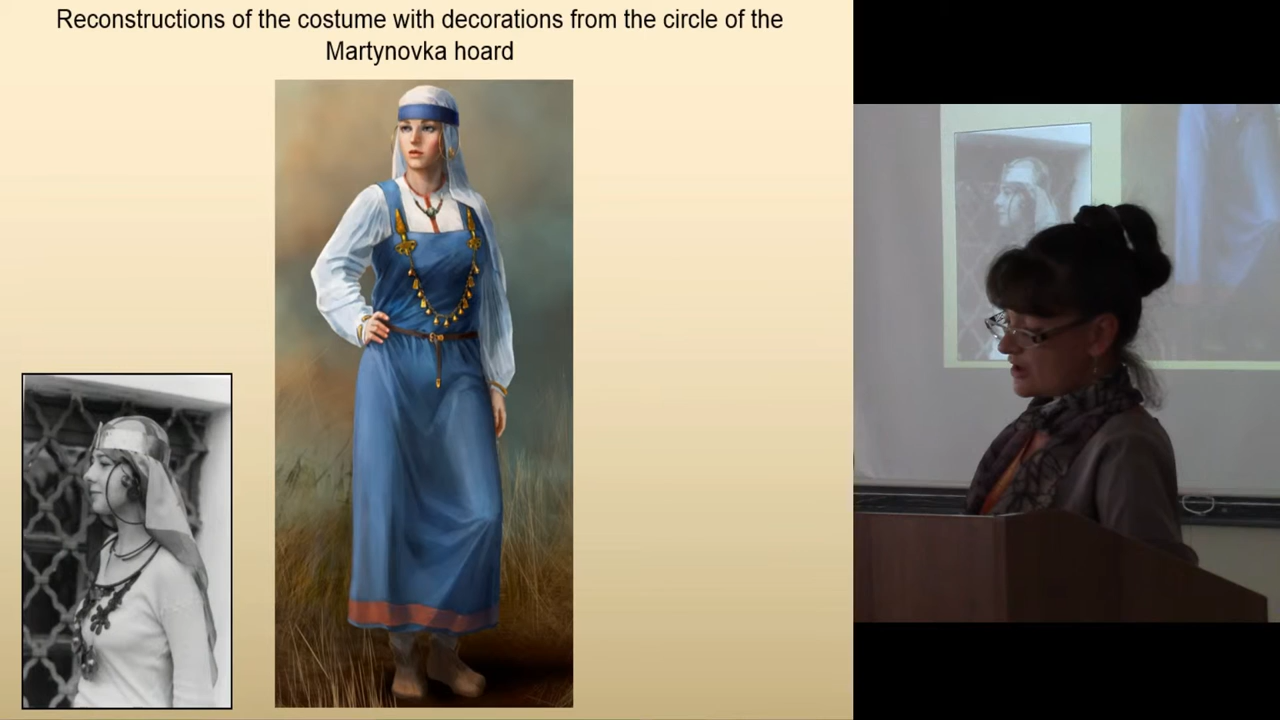 Reconstructions of the costume with decorations from the circle of the
Martynovka hoard